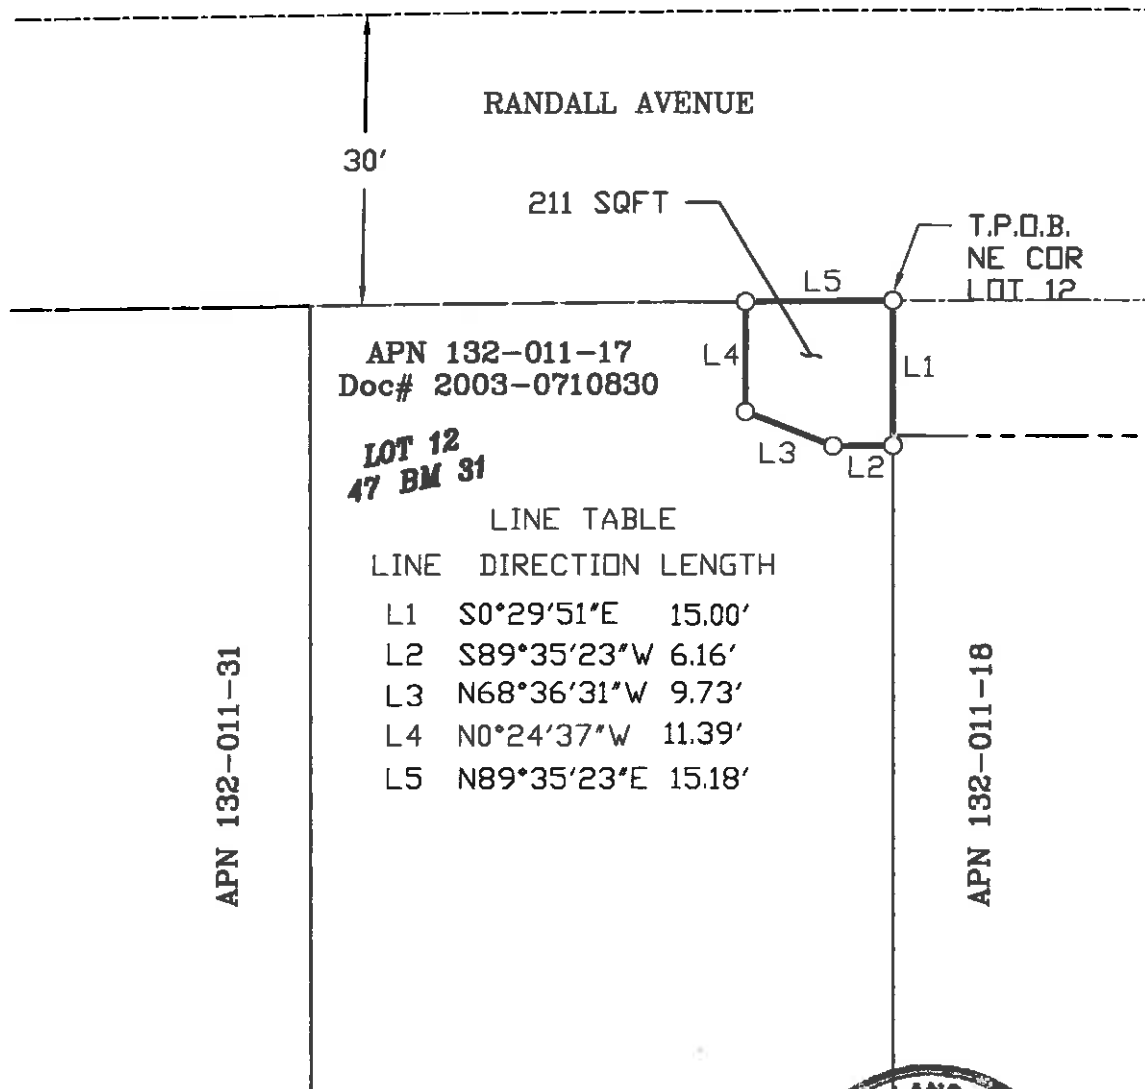 RANDALL AVENUE
30'
211 SQFT
T.P.O.B.
NE COR
LOT 12
L5
L4
L1
L3
L2
APN 132-011-17
Doc# 2003-0710830
LOT 12
47 BM 31
LINE TABLE
LINE DIRECTION LENGTH
L1 S0°29'51"E 15.00'
L2 S89°35'23"W 6.16'
L3 N68°36'31"W 9.73'
L4 N0°24'37"W 11.39'
L5 N89°35'23"E 15.18'
APN 132-011-31
APN 132-011-18